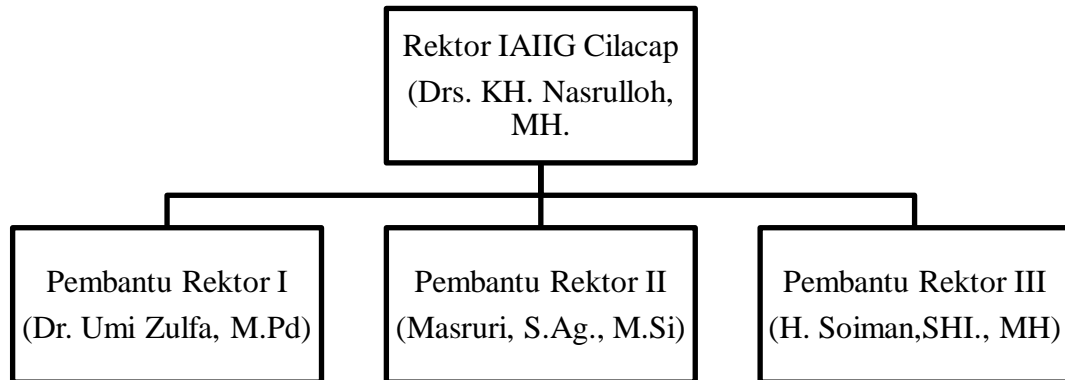 Rektor IAIIG Cilacap
(Drs. KH. Nasrulloh,
MH.
Pembantu Rektor I
(Dr. Umi Zulfa, M.Pd)
Pembantu Rektor II
(Masruri, S.Ag., M.Si)
Pembantu Rektor III
(H. Soiman,SHI., MH)